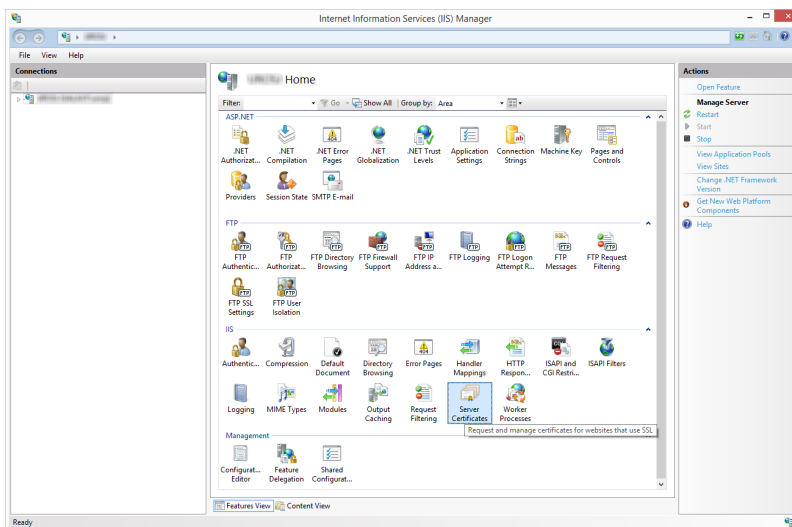 Internet Information Services (IIS) Manager
File View Help
Connections
Home
Filter: Go Show All Group by: Area
ASP.NET
.NET Authorizat...
.NET Compilation
.NET Error Pages
.NET Globalization
.NET Trust Levels
Application Settings
Connection Strings
Machine Key
Pages and Controls
Providers
Session State
SMTP E-mail
FTP
FTP Authentic...
FTP Authorizat...
FTP Directory Browsing
FTP Firewall Support
FTP IP Address a...
FTP Logging
FTP Logon Attempt R...
FTP Messages
FTP Request Filtering
FTP SSL Settings
FTP User Isolation
IIS
Authentic...
Compression
Default Document
Directory Browsing
Error Pages
Handler Mappings
HTTP Respon...
ISAPI and CGI Restri...
ISAPI Filters
Logging
MIME Types
Modules
Output Caching
Request Filtering
Server Certificates
Worker Processes
Request and manage certificates for websites that use SSL
Management
Configurat... Editor
Feature Delegation
Shared Configurat...
Features View Content View
Actions
Open Feature
Manage Server
Restart
Start
Stop
View Application Pools
View Sites
Change .NET Framework
Version
Get New Web Platform
Components
Help
Ready